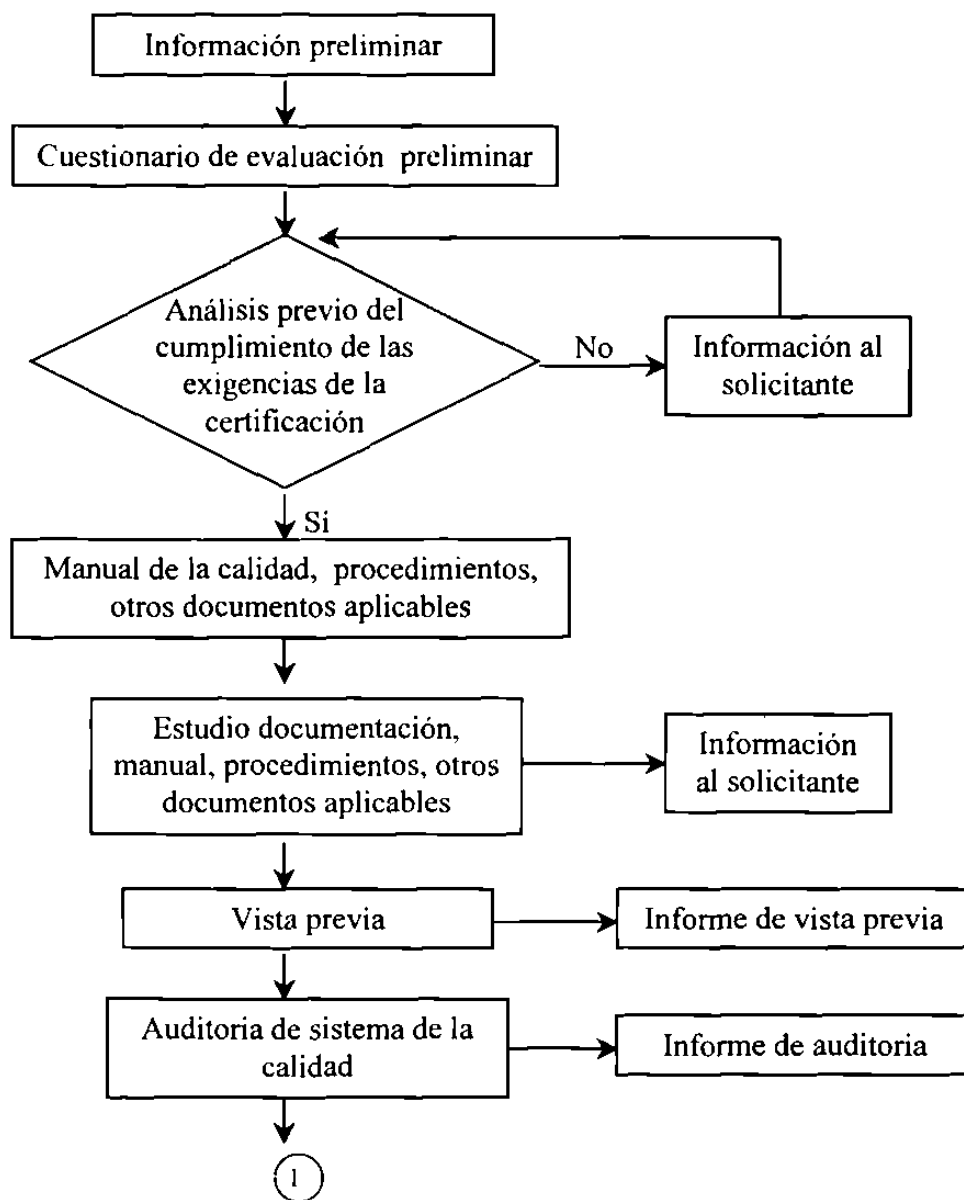 Información preliminar
Cuestionario de evaluación preliminar
Análisis previo del
cumplimiento de las
exigencias de la
certificación
No
Información al
solicitante
Si
Manual de la calidad, procedimientos,
otros documentos aplicables
Estudio documentación,
manual, procedimientos, otros
documentos aplicables
Información
al solicitante
Vista previa
Informe de vista previa
Auditoria de sistema de la
calidad
Informe de auditoria
1